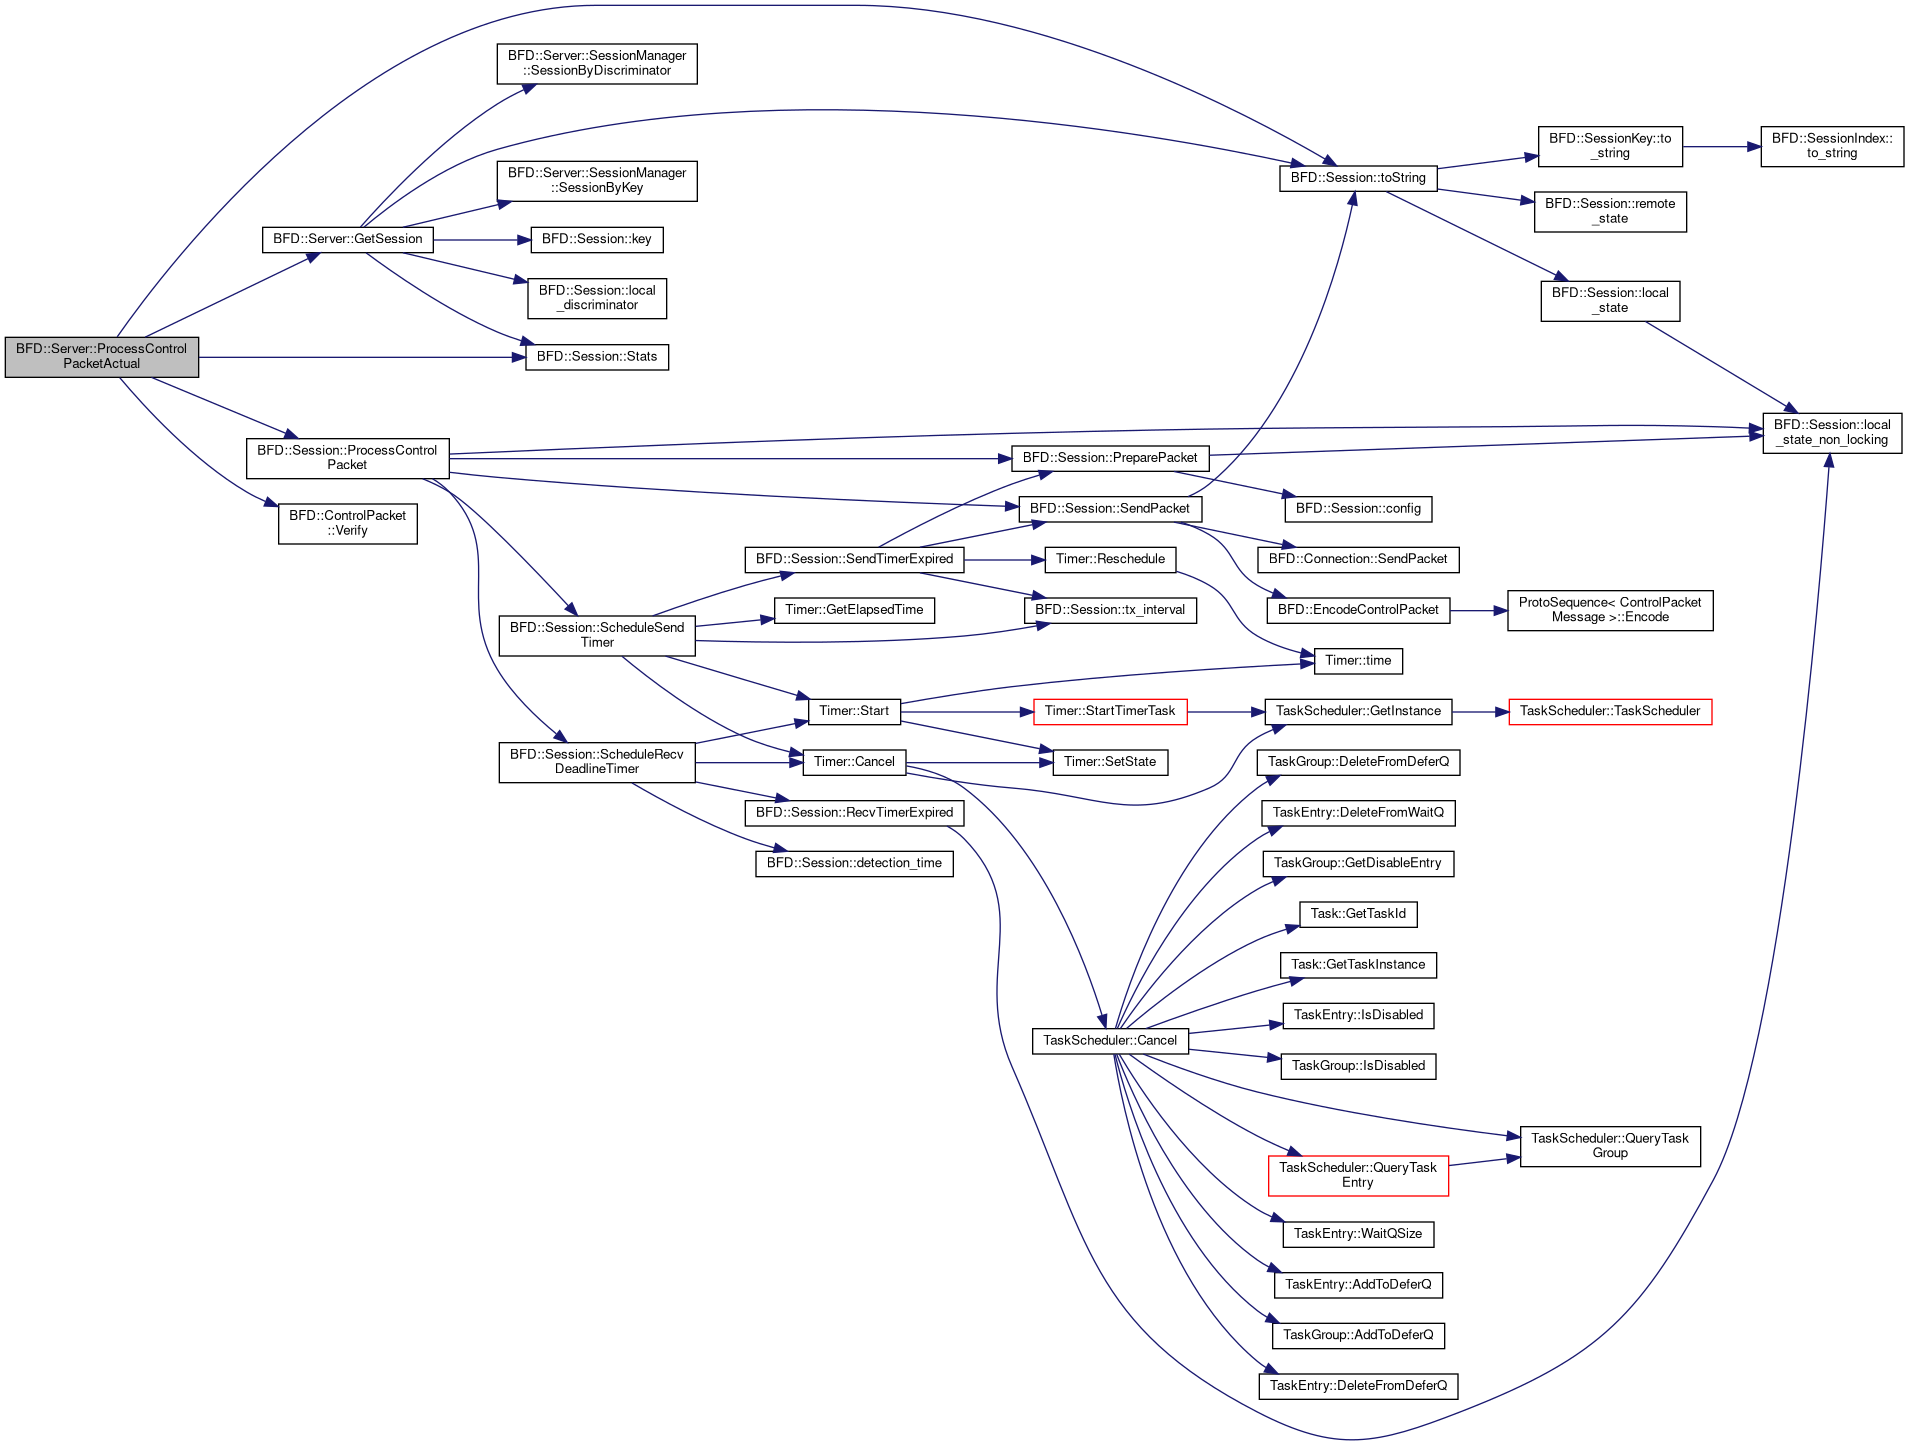 BFD::Server::ProcessControl
PacketActual
BFD::Server::GetSession
BFD::Session::ProcessControl
Packet
BFD::ControlPacket
::Verify
BFD::Server::SessionManager
::SessionByDiscriminator
BFD::Server::SessionManager
::SessionByKey
BFD::Session::key
BFD::Session::local
_discriminator
BFD::Session::Stats
BFD::Session::ScheduleSend
Timer
BFD::Session::ScheduleRecv
DeadlineTimer
BFD::Session::SendTimerExpired
Timer::GetElapsedTime
Timer::Start
Timer::Cancel
BFD::Session::RecvTimerExpired
BFD::Session::detection_time
BFD::Session::PreparePacket
BFD::Session::SendPacket
Timer::Reschedule
BFD::Session::tx_interval
Timer::StartTimerTask
Timer::SetState
TaskScheduler::Cancel
BFD::Session::toString
BFD::Session::config
BFD::Connection::SendPacket
BFD::EncodeControlPacket
Timer::time
TaskScheduler::GetInstance
TaskGroup::DeleteFromDeferQ
TaskEntry::DeleteFromWaitQ
TaskGroup::GetDisableEntry
Task::GetTaskId
Task::GetTaskInstance
TaskEntry::IsDisabled
TaskGroup::IsDisabled
TaskScheduler::QueryTask
Entry
TaskEntry::WaitQSize
TaskEntry::AddToDeferQ
TaskGroup::AddToDeferQ
TaskEntry::DeleteFromDeferQ
BFD::SessionKey::to
_string
BFD::Session::remote
_state
BFD::Session::local
_state
ProtoSequence< ControlPacket
Message >::Encode
TaskScheduler::TaskScheduler
TaskScheduler::QueryTask
Group
BFD::SessionIndex::
to_string
BFD::Session::local
_state_non_locking